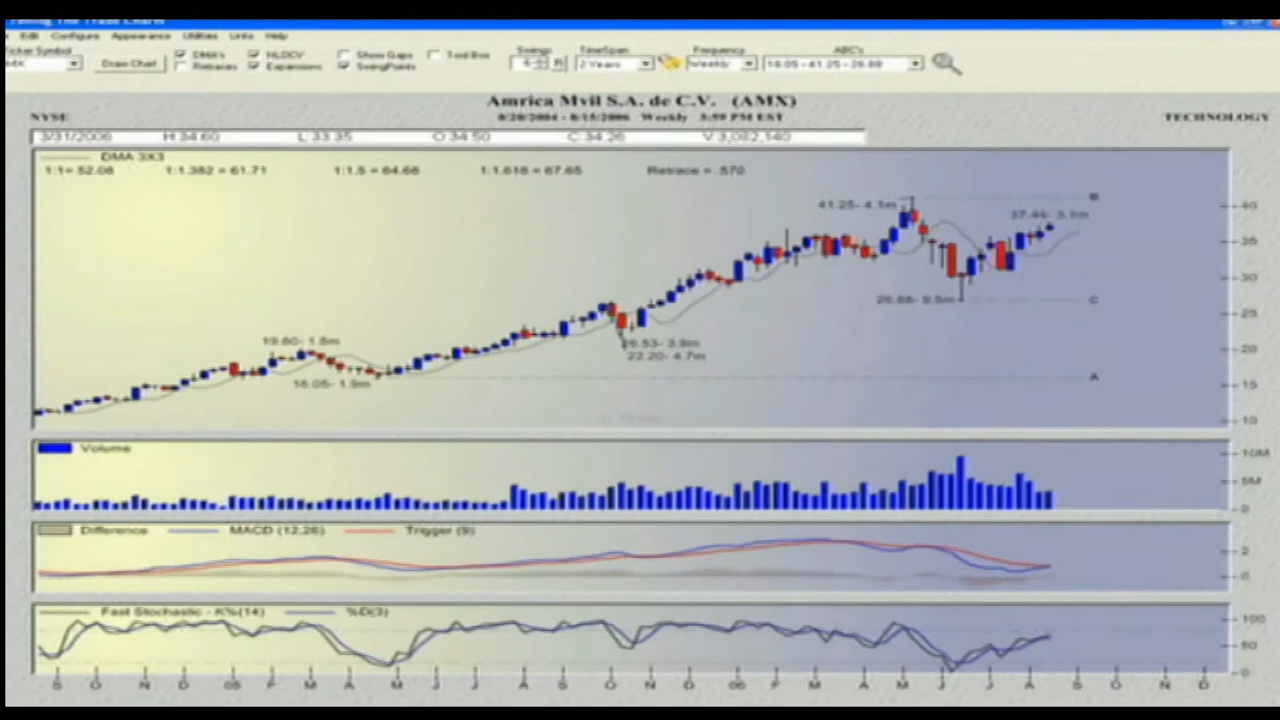 Timing The Trade Charts
Edit Configure Appearance Utilities Links Help
Ticker Symbol
AMX
Draw Chart
DMA's
Retraces
HLOCV
Expansions
Show Gaps
SwingPoints
Tool Box
Swings
TimeSpan
2 Years
Frequency
Weekly
ABC's
16.05 - 41.25 - 26.88
Amrica Mvil S.A. de C.V. (AMX)
NYSE
8/20/2004 - 8/15/2006 Weekly 3:59 PM EST
TECHNOLOGY
3/31/2006 H:34.60 L:33.35 O:34.50 C:34.26 V:3,082,140
DMA 3X3
1:1= 52.08 1:1.382 = 61.71 1:1.5 = 64.68 1:1.618 = 67.65 Retrace = .570
41.25- 4.1m
B
37.44- 3.1m
40
35
30
26.88- 9.5m
C
25
19.80- 1.5m
26.53- 3.9m
22.20- 4.7m
20
16.05- 1.9m
A
15
10
Volume
10M
5M
0
Difference MACD (12,26) Trigger (9)
2
0
Fast Stochastic - K%(14) %D(3)
100
50
0
S O N D 05 F M A M J J A S O N D 06 F M A M J J A S O N D